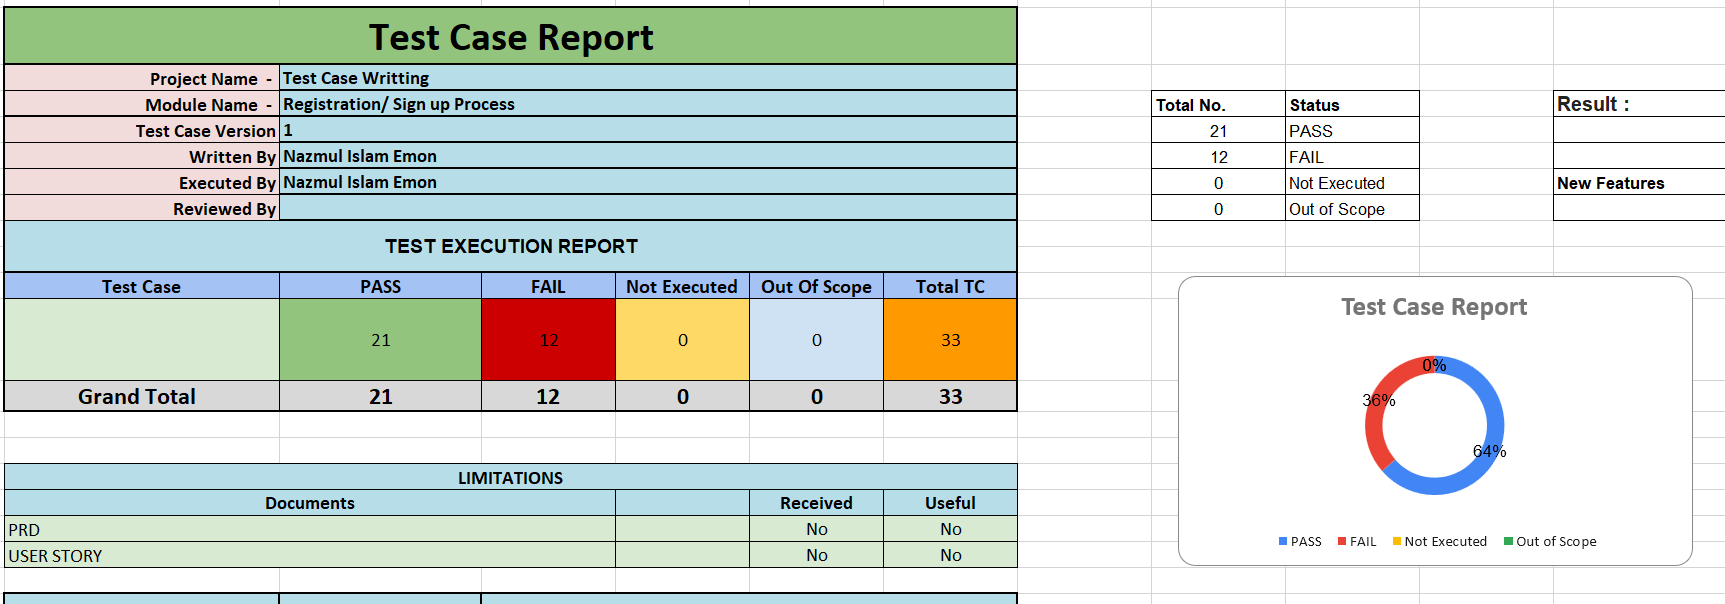 Test Case Report
Project Name -
Test Case Writting
Module Name -
Registration/ Sign up Process
Test Case Version
1
Written By
Nazmul Islam Emon
Executed By
Nazmul Islam Emon
Reviewed By
TEST EXECUTION REPORT
Test Case PASS FAIL Not Executed Out Of Scope Total TC
21 12 0 0 33
Grand Total 21 12 0 0 33
LIMITATIONS
Documents Received Useful
PRD No No
USER STORY No No
Total No. Status
21 PASS
12 FAIL
0 Not Executed
0 Out of Scope
Result :
New Features
Test Case Report
0%
36%
64%
PASS FAIL Not Executed Out of Scope